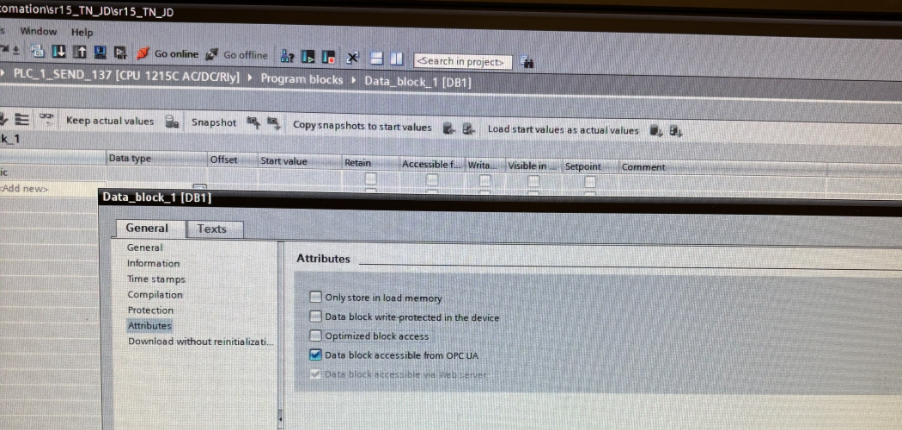 tomation\sr15_TN_JD\sr15_TN_JD
s Window Help
Go online Go offline <Search in project>
PLC_1_SEND_137 [CPU 1215C AC/DC/Rly] Program blocks Data_block_1 [DB1]
Keep actual values Snapshot Copy snapshots to start values Load start values as actual values
k_1
Data type Offset Start value Retain Accessible f... Writa... Visible in ... Setpoint Comment
ic
<Add new>
Data_block_1 [DB1]
General Texts
General
Information
Time stamps
Compilation
Protection
Attributes
Download without reinitializati...
Attributes
Only store in load memory
Data block write-protected in the device
Optimized block access
Data block accessible from OPC UA
Data block accessible via Web server